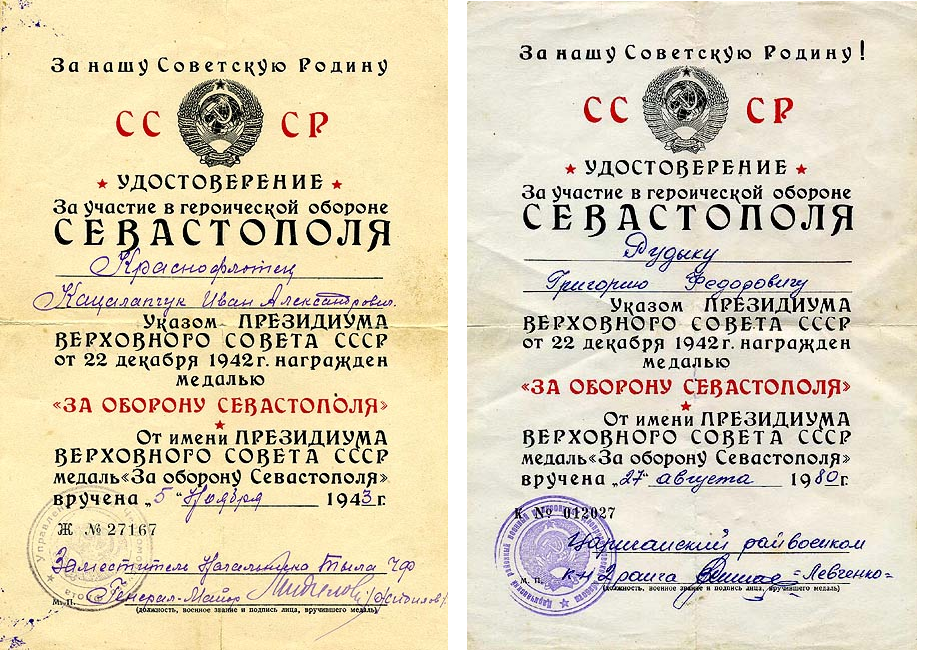 За нашу Советскую Родину
СС СР
УДОСТОВЕРЕНИЕ
За участие в героической обороне
СЕВАСТОПОЛЯ
Краснофлотец
Кацалапчук Иван Александрович.
Указом ПРЕЗИДИУМА
ВЕРХОВНОГО СОВЕТА СССР
от 22 декабря 1942 г. награжден
медалью
«ЗА ОБОРОНУ СЕВАСТОПОЛЯ»
От имени ПРЕЗИДИУМА
ВЕРХОВНОГО СОВЕТА СССР
медаль «За оборону Севастополя»
вручена „5" Ноября 1943 г.
Ж № 27167
Заместитель Начальника Тыла ЧФ
Генерал-Майор
М. П.
(должность, военное звание и подпись лица, вручившего медаль)
За нашу Советскую Родину!
СС СР
УДОСТОВЕРЕНИЕ
За участие в героической обороне
СЕВАСТОПОЛЯ
Дудыку
Григорию Федоровичу
Указом ПРЕЗИДИУМА
ВЕРХОВНОГО СОВЕТА СССР
от 22 декабря 1942 г. награжден
медалью
«ЗА ОБОРОНУ СЕВАСТОПОЛЯ»
От имени ПРЕЗИДИУМА
ВЕРХОВНОГО СОВЕТА СССР
медаль «За оборону Севастополя»
вручена „27" августа 1980 г.
К № 012027
Царичанский райвоенком
к-н 2 ранга =Левченко=
М. П.
(должность, военное звание и подпись лица, вручившего медаль)